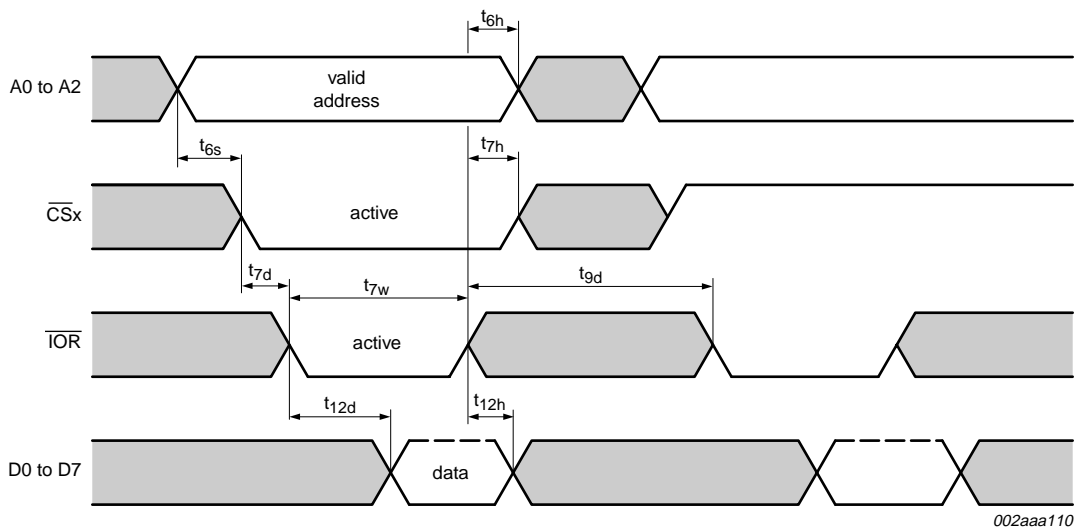 t6h
A0 to A2
valid
address
t6s
t7h
CSx
active
t7d
t7w
t9d
IOR
active
t12d
t12h
D0 to D7
data
002aaa110